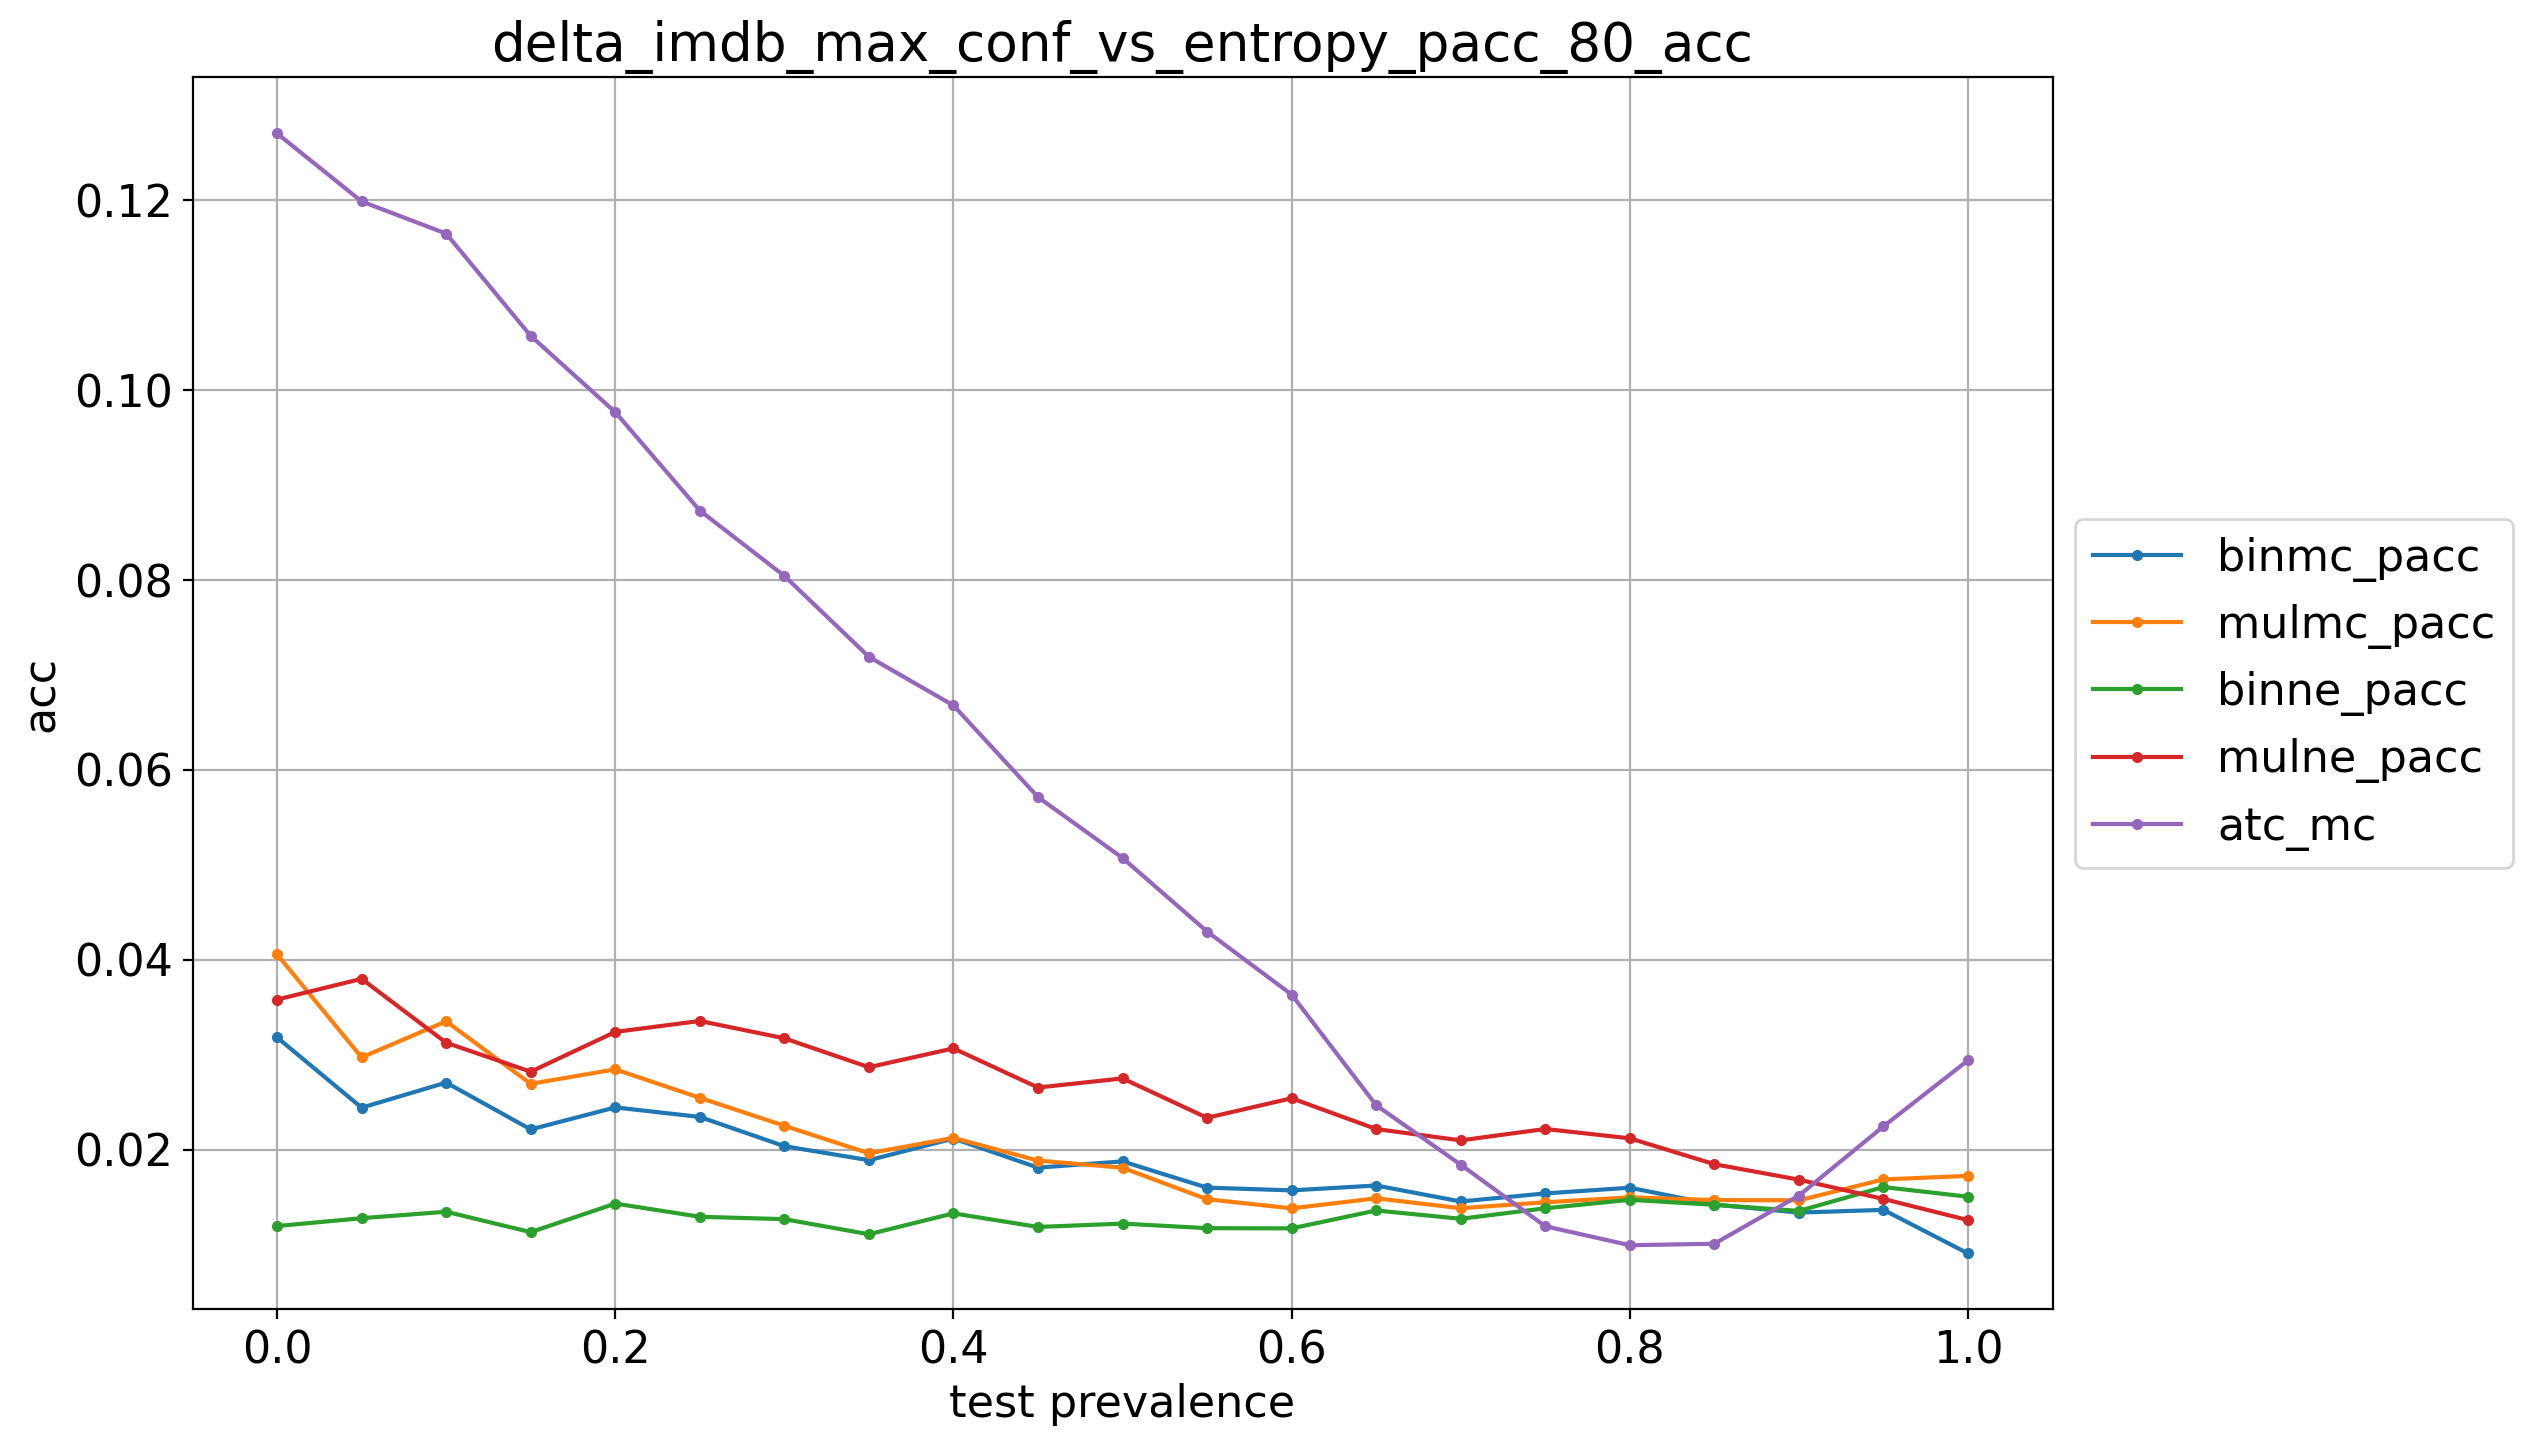 delta_imdb_max_conf_vs_entropy_pacc_80_acc
acc
0.12
0.10
0.08
0.06
0.04
0.02
0.0 0.2 0.4 0.6 0.8 1.0
test prevalence
binmc_pacc
mulmc_pacc
binne_pacc
mulne_pacc
atc_mc